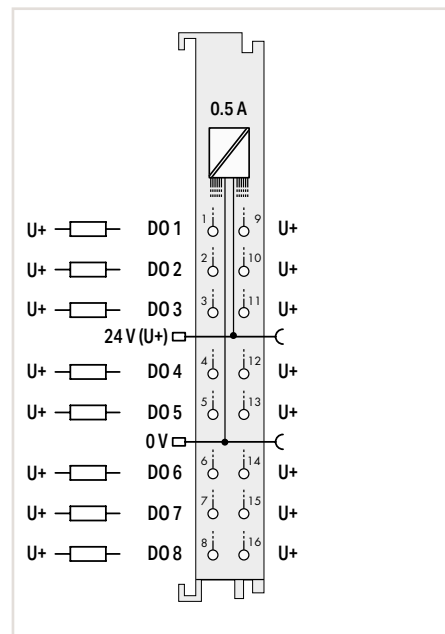 0.5 A
U+ DO 1 1 9 U+
U+ DO 2 2 10 U+
U+ DO 3 3 11 U+
24 V (U+)
U+ DO 4 4 12 U+
U+ DO 5 5 13 U+
0 V
U+ DO 6 6 14 U+
U+ DO 7 7 15 U+
U+ DO 8 8 16 U+